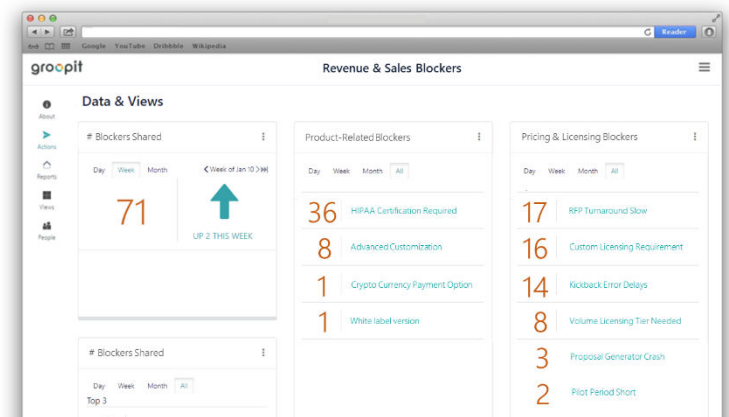 Reader
Google YouTube Dribbble Wikipedia
groopit
Revenue & Sales Blockers
About
Actions
Reports
Views
People
Data & Views
# Blockers Shared
Day Week Month
Week of Jan 10
71
UP 2 THIS WEEK
Product-Related Blockers
Day Week Month All
36 HIPAA Certification Required
8 Advanced Customization
1 Crypto Currency Payment Option
1 White label version
Pricing & Licensing Blockers
Day Week Month All
17 RFP Turnaround Slow
16 Custom Licensing Requirement
14 Kickback Error Delays
8 Volume Licensing Tier Needed
3 Proposal Generator Crash
2 Pilot Period Short
# Blockers Shared
Day Week Month All
Top 3